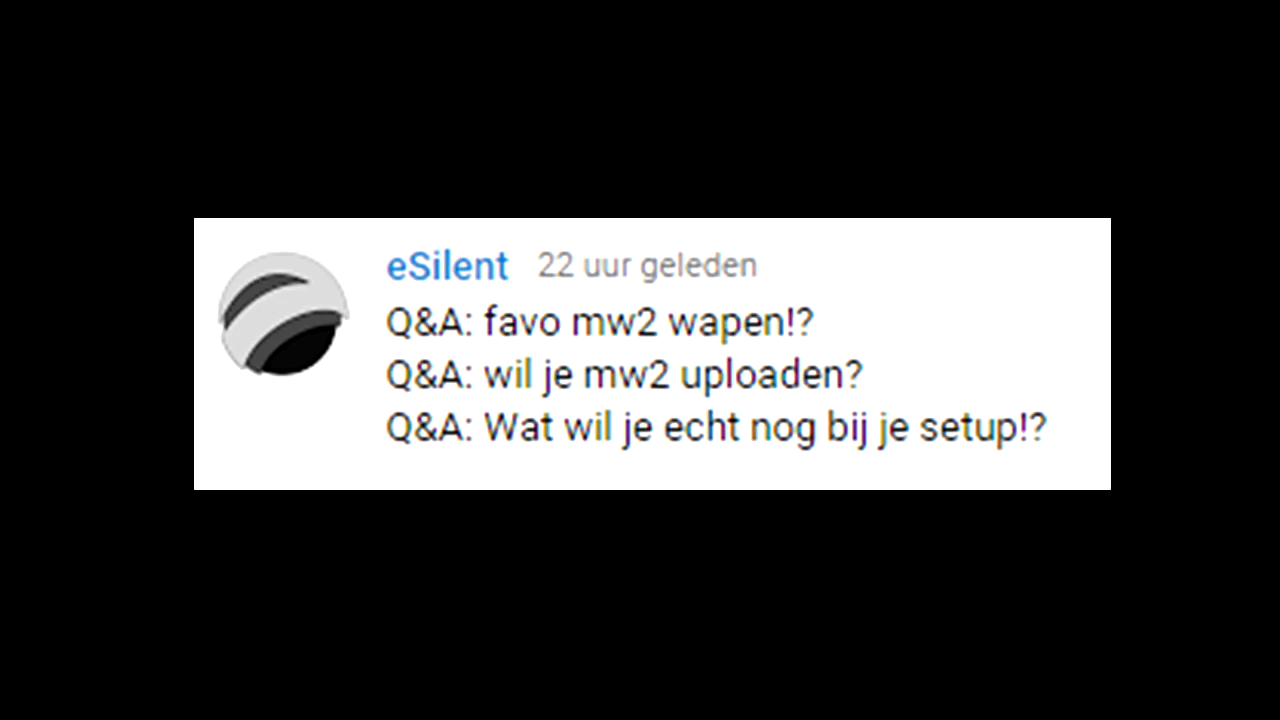 eSilent 22 uur geleden
Q&A: favo mw2 wapen!?
Q&A: wil je mw2 uploaden?
Q&A: Wat wil je echt nog bij je setup!?